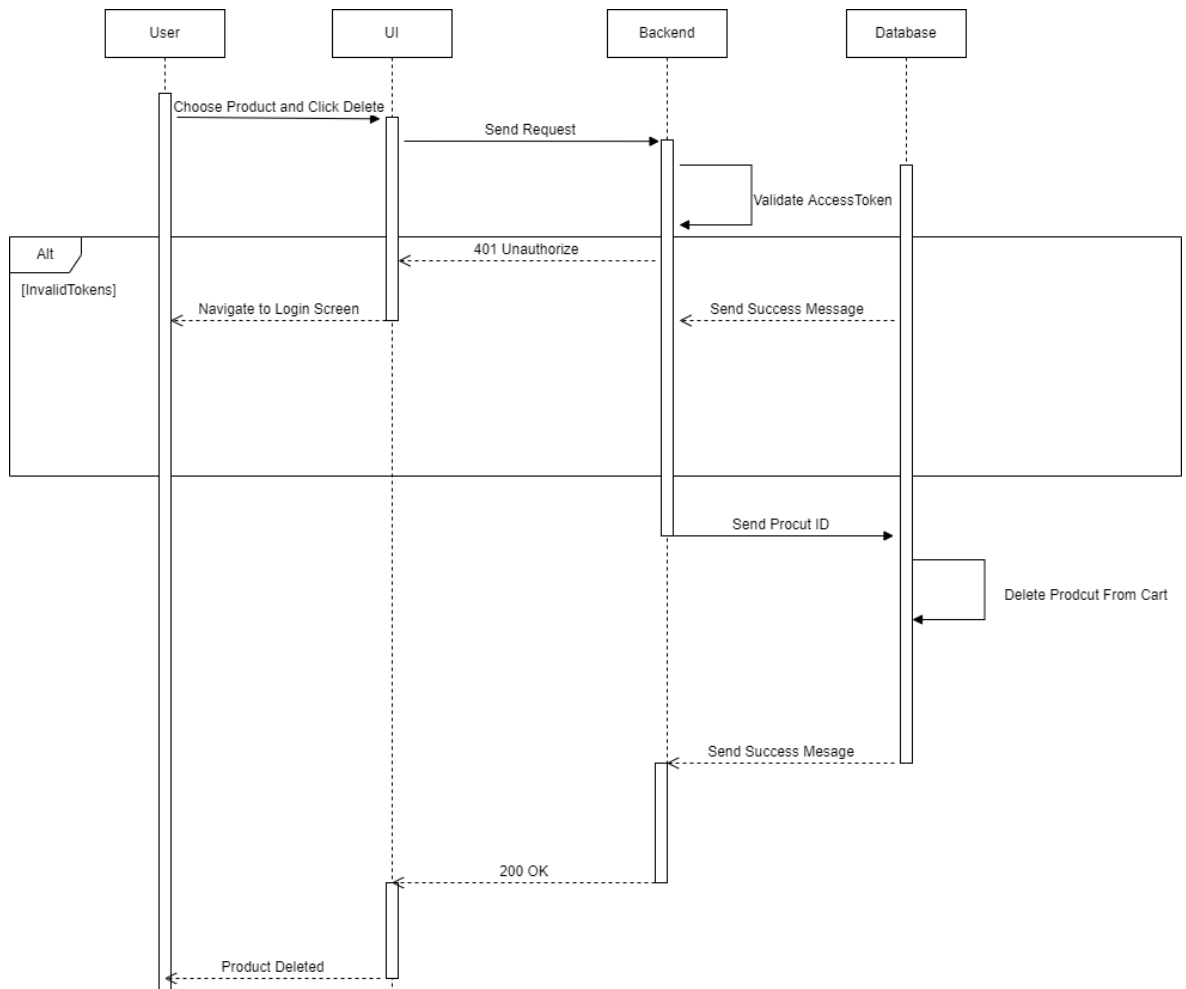 User
UI
Backend
Database
Choose Product and Click Delete
Send Request
Validate AccessToken
Alt
401 Unauthorize
[InvalidTokens]
Navigate to Login Screen
Send Success Message
Send Procut ID
Delete Prodcut From Cart
Send Success Mesage
200 OK
Product Deleted